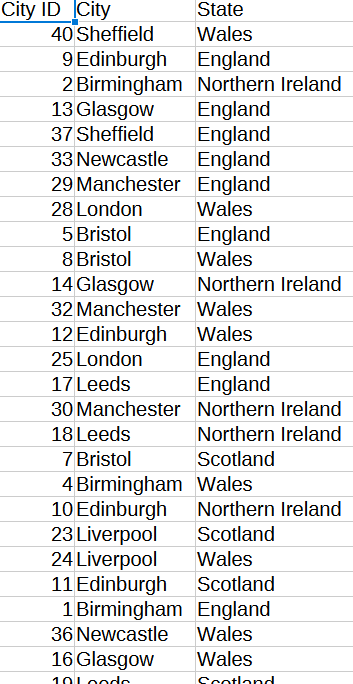 City ID City State
40 Sheffield Wales
9 Edinburgh England
2 Birmingham Northern Ireland
13 Glasgow England
37 Sheffield England
33 Newcastle England
29 Manchester England
28 London Wales
5 Bristol England
8 Bristol Wales
14 Glasgow Northern Ireland
32 Manchester Wales
12 Edinburgh Wales
25 London England
17 Leeds England
30 Manchester Northern Ireland
18 Leeds Northern Ireland
7 Bristol Scotland
4 Birmingham Wales
10 Edinburgh Northern Ireland
23 Liverpool Scotland
24 Liverpool Wales
11 Edinburgh Scotland
1 Birmingham England
36 Newcastle Wales
16 Glasgow Wales
19 Leeds Scotland